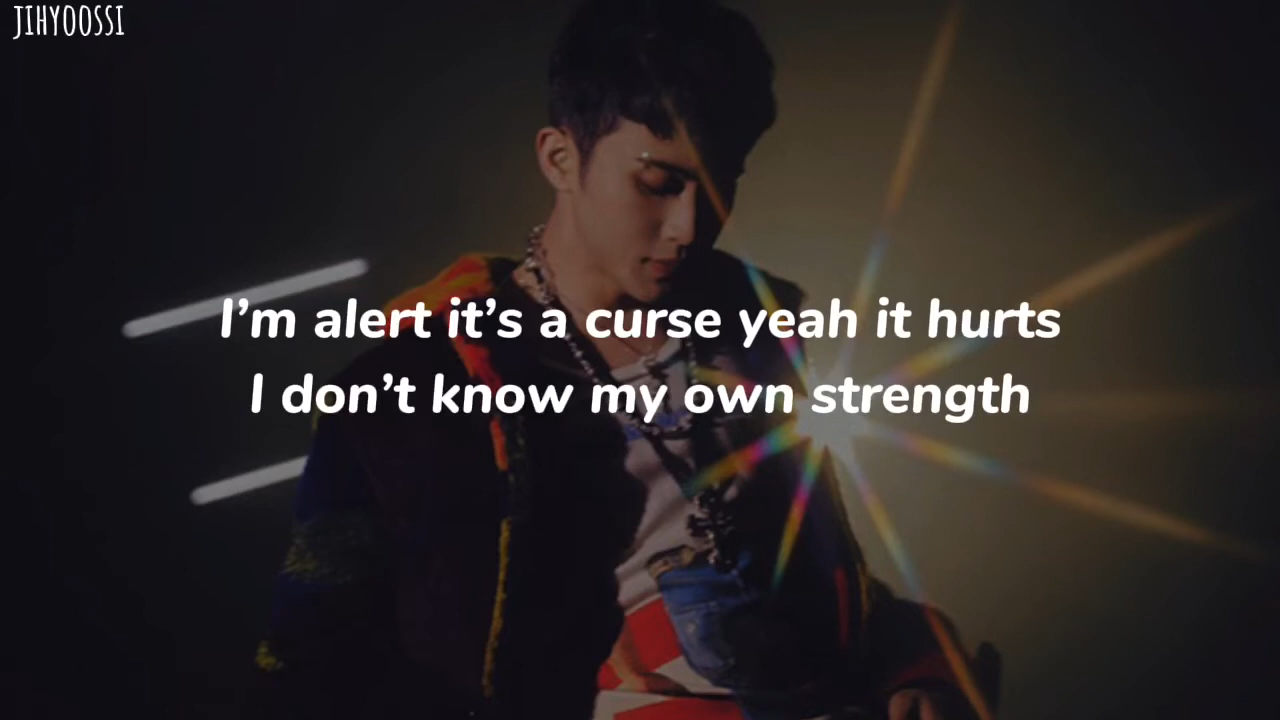 JIHYOOSSI
I’m alert it’s a curse yeah it hurts
I don’t know my own strength